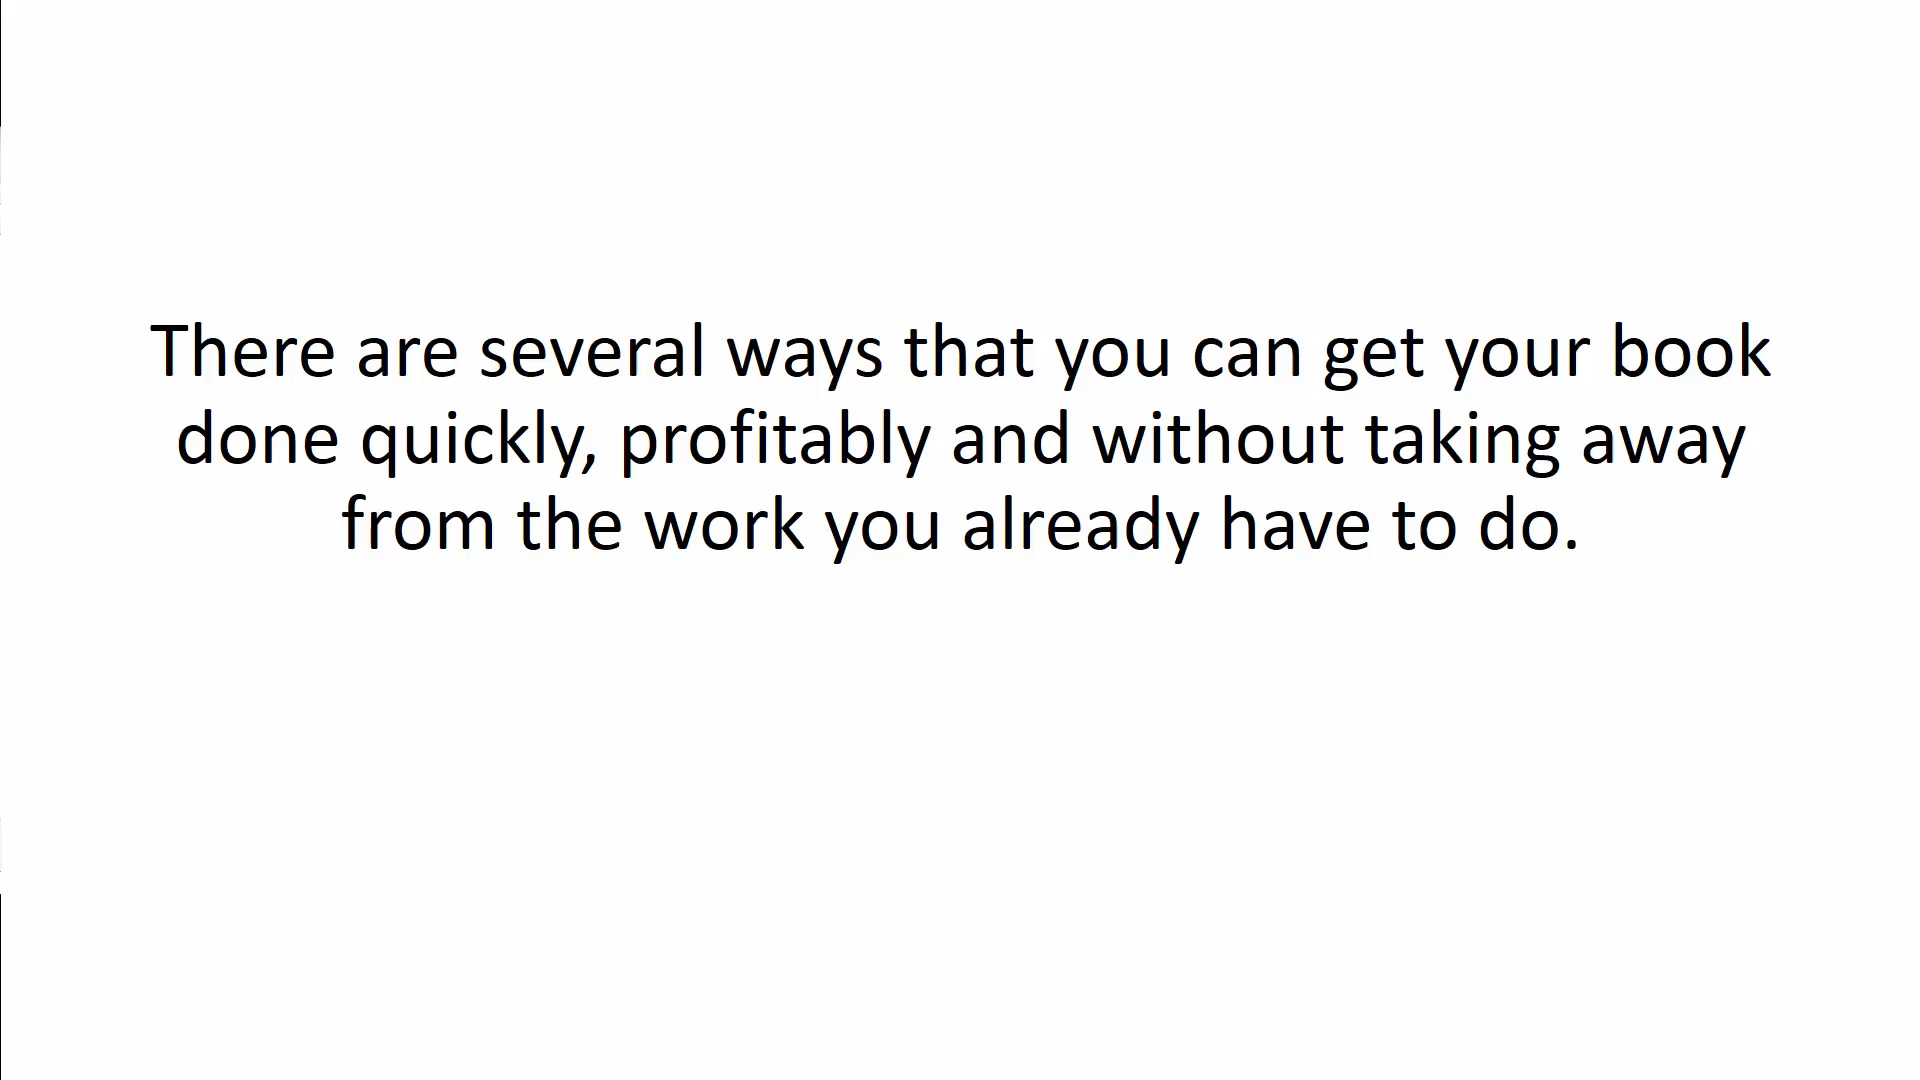 There are several ways that you can get your book
done quickly, profitably and without taking away
from the work you already have to do.